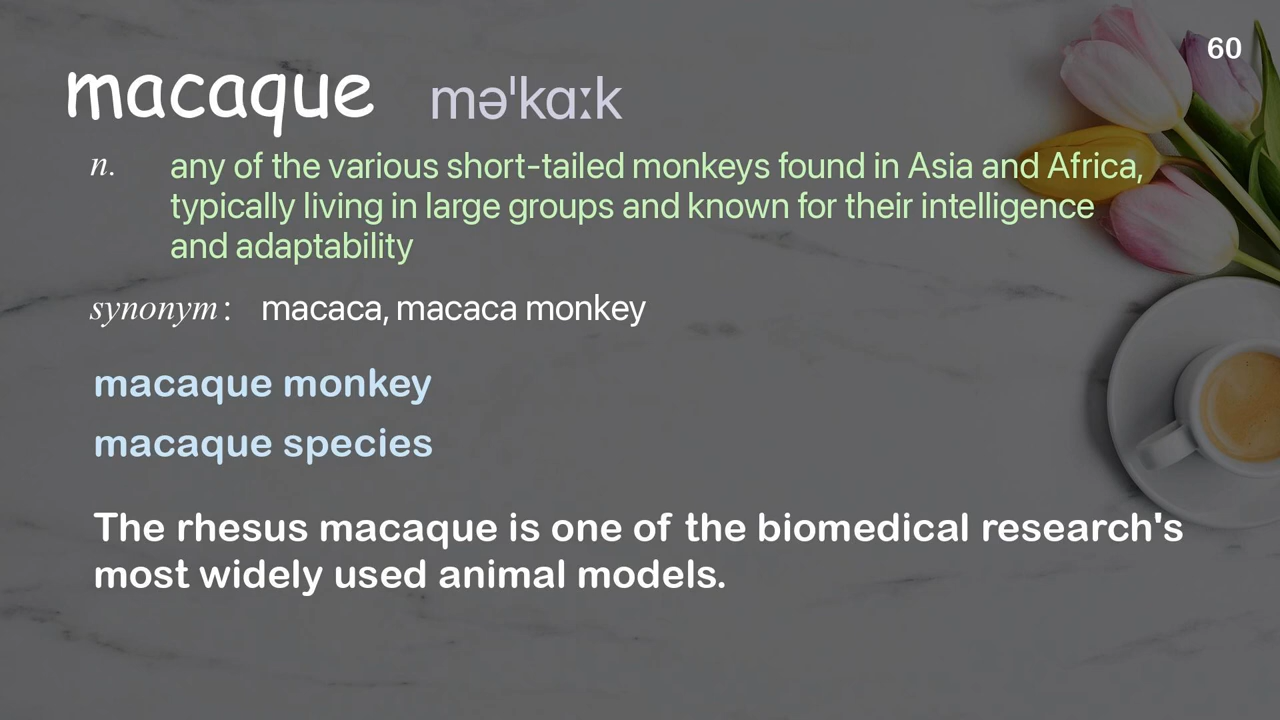 60
macaque məˈkɑːk
n. any of the various short-tailed monkeys found in Asia and Africa,
typically living in large groups and known for their intelligence
and adaptability
synonym: macaca, macaca monkey
macaque monkey
macaque species
The rhesus macaque is one of the biomedical research's
most widely used animal models.